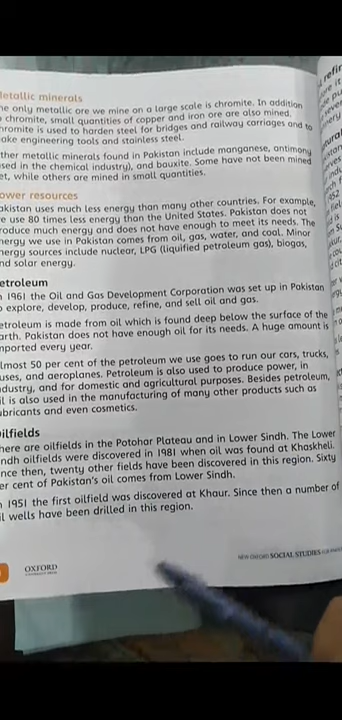 etallic minerals
he only metallic ore we mine on a large scale is chromite. In addition
o chromite, small quantities of copper and iron ore are also mined.
hromite is used to harden steel for bridges and railway carriages and to
ake engineering tools and stainless steel.
ther metallic minerals found in Pakistan include manganese, antimony
used in the chemical industry), and bauxite. Some have not been mined
et, while others are mined in small quantities.
ower resources
akistan uses much less energy than many other countries. For example,
e use 80 times less energy than the United States. Pakistan does not
roduce much energy and does not have enough to meet its needs. The
nergy we use in Pakistan comes from oil, gas, water, and coal. Minor
nergy sources include nuclear, LPG (liquified petroleum gas), biogas,
nd solar energy.
etroleum
n 1961 the Oil and Gas Development Corporation was set up in Pakistan
o explore, develop, produce, refine, and sell oil and gas.
etroleum is made from oil which is found deep below the surface of the
arth. Pakistan does not have enough oil for its needs. A huge amount is
mported every year.
lmost 50 per cent of the petroleum we use goes to run our cars, trucks,
uses, and aeroplanes. Petroleum is also used to produce power, in
ndustry, and for domestic and agricultural purposes. Besides petroleum,
il is also used in the manufacturing of many other products such as
ubricants and even cosmetics.
ilfields
here are oilfields in the Potohar Plateau and in Lower Sindh. The Lower
ndh oilfields were discovered in 1981 when oil was found at Khaskheli.
nce then, twenty other fields have been discovered in this region. Sixty
er cent of Pakistan's oil comes from Lower Sindh.
n 1951 the first oilfield was discovered at Khaur. Since then a number of
il wells have been drilled in this region.
OXFORD
UNIVERSITY PRESS
NEW OXFORD SOCIAL STUDIES